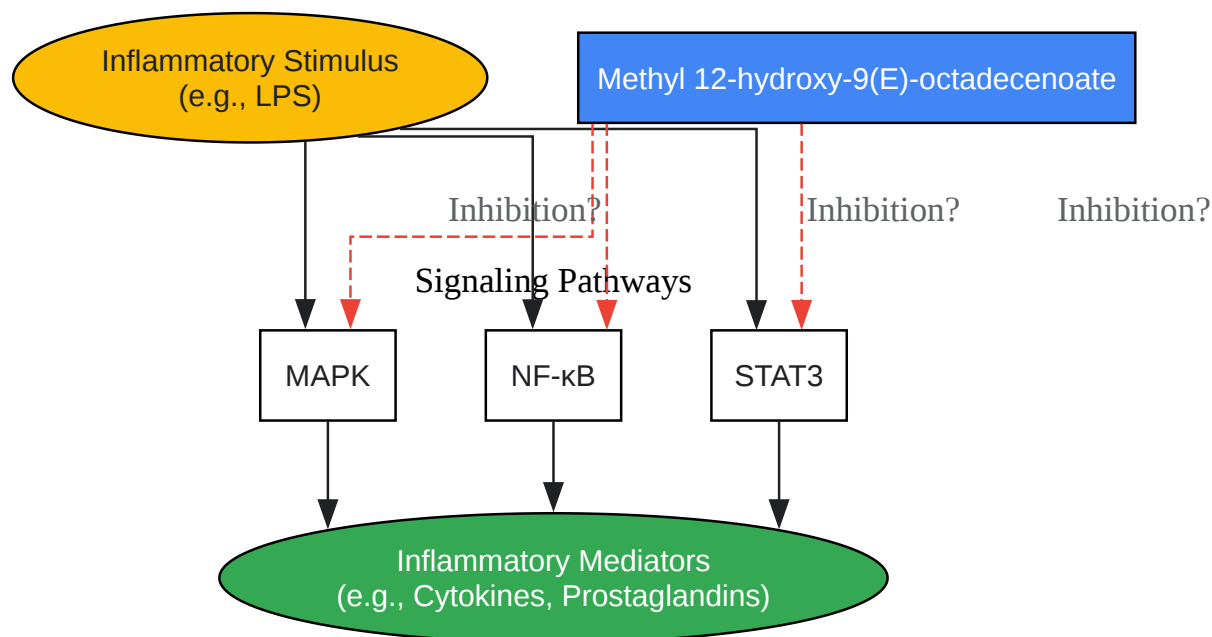 Inflammatory Stimulus
(e.g., LPS)
Methyl 12-hydroxy-9(E)-octadecenoate
Inhibition?
Inhibition?
Inhibition?
Signaling Pathways
MAPK
NF-κB
STAT3
Inflammatory Mediators
(e.g., Cytokines, Prostaglandins)